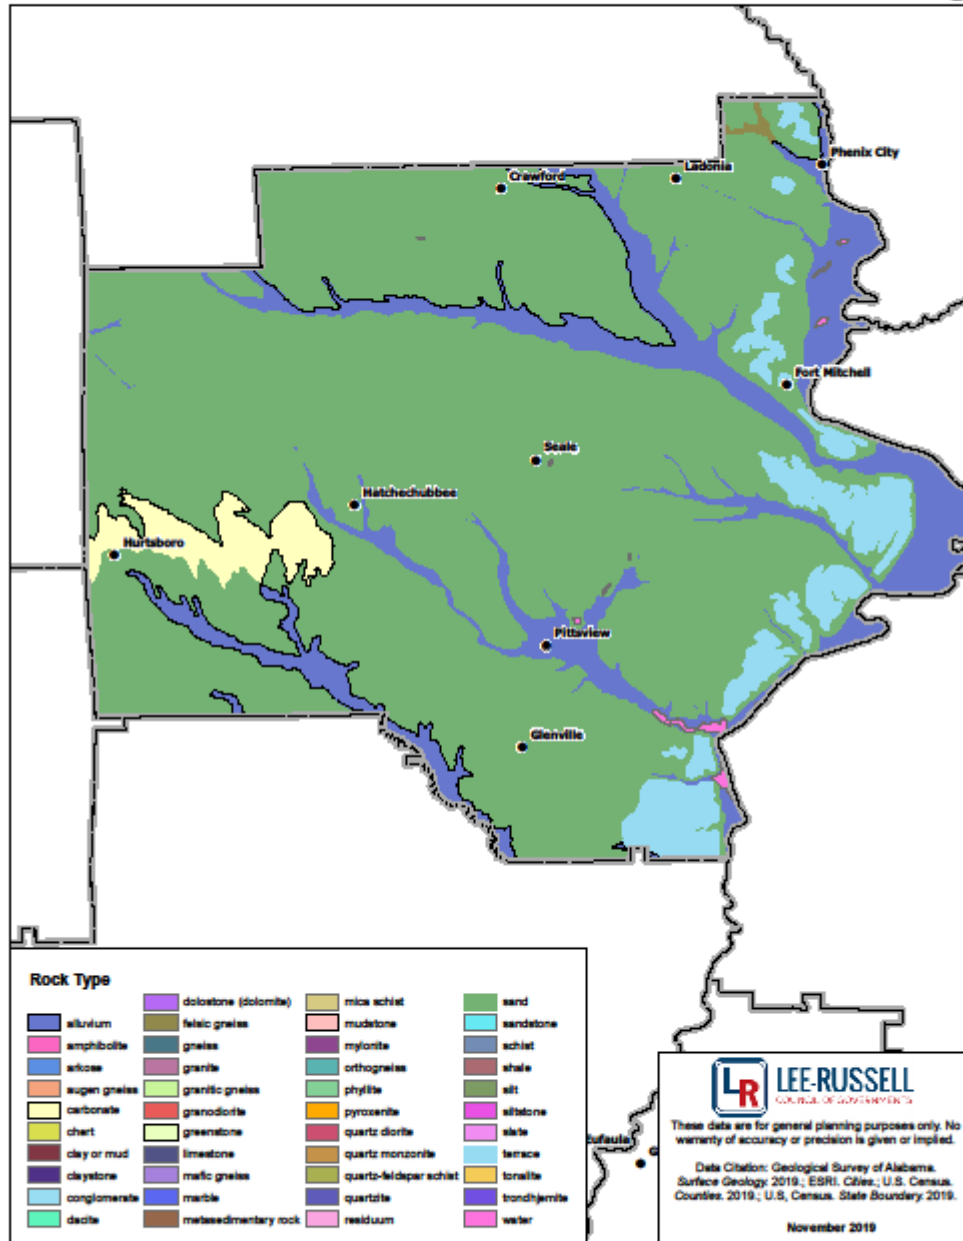 Phenix City
Ladonia
Crawford
Fort Mitchell
Seale
Hatchechubbee
Hurtsboro
Pittsview
Glenville
Eufaula
G
Rock Type
alluvium
amphibolite
arkose
augen gneiss
carbonate
chert
clay or mud
claystone
conglomerate
dacite
dolostone (dolomite)
felsic gneiss
gneiss
granite
granitic gneiss
granodiorite
greenstone
limestone
mafic gneiss
marble
metasedimentary rock
mica schist
mudstone
mylonite
orthogneiss
phyllite
pyroxenite
quartz diorite
quartz monzonite
quartz-feldspar schist
quartzite
residuum
sand
sandstone
schist
shale
silt
siltstone
slate
terrace
tonalite
trondhjemite
water
LR LEE-RUSSELL
COUNCIL OF GOVERNMENTS
These data are for general planning purposes only. No
warranty of accuracy or precision is given or implied.
Data Citation: Geological Survey of Alabama.
Surface Geology. 2019.; ESRI. Cities.; U.S. Census.
Counties. 2019.; U.S. Census. State Boundary. 2019.
November 2019